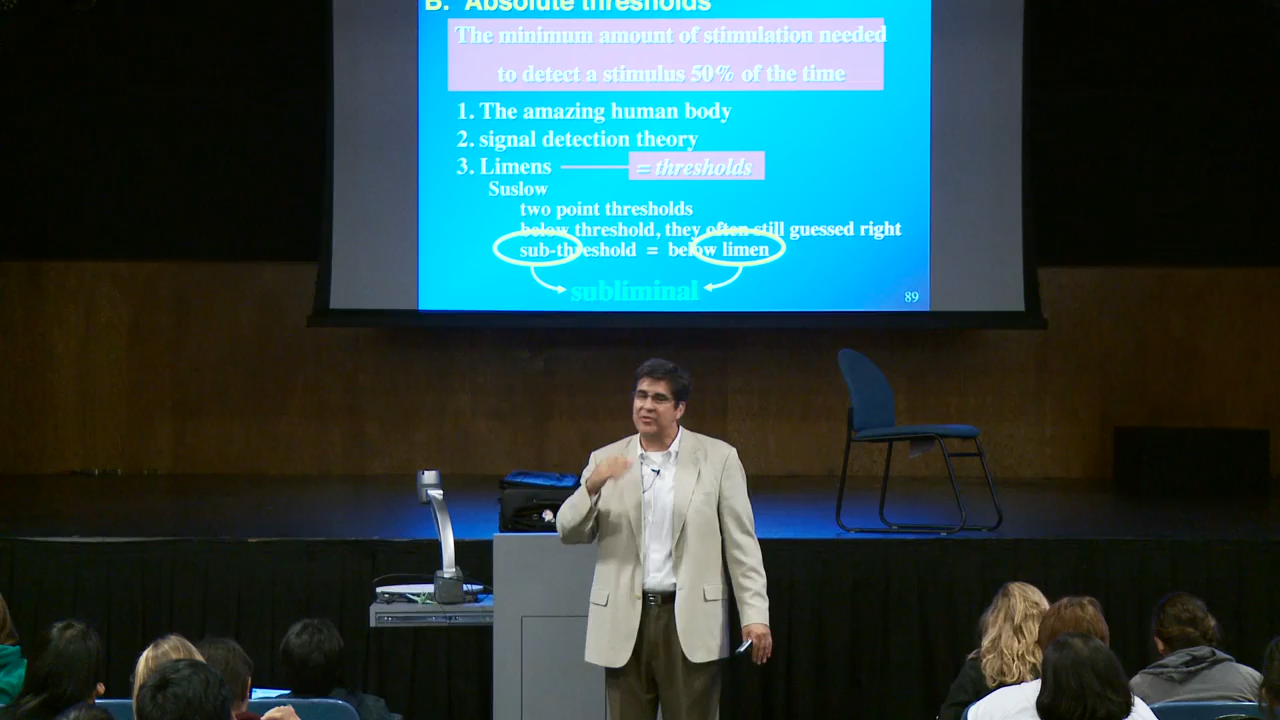 B. Absolute thresholds
The minimum amount of stimulation needed
to detect a stimulus 50% of the time
1. The amazing human body
2. signal detection theory
3. Limens = thresholds
Suslow
two point thresholds
below threshold, they often still guessed right
sub-threshold = below limen
subliminal
89